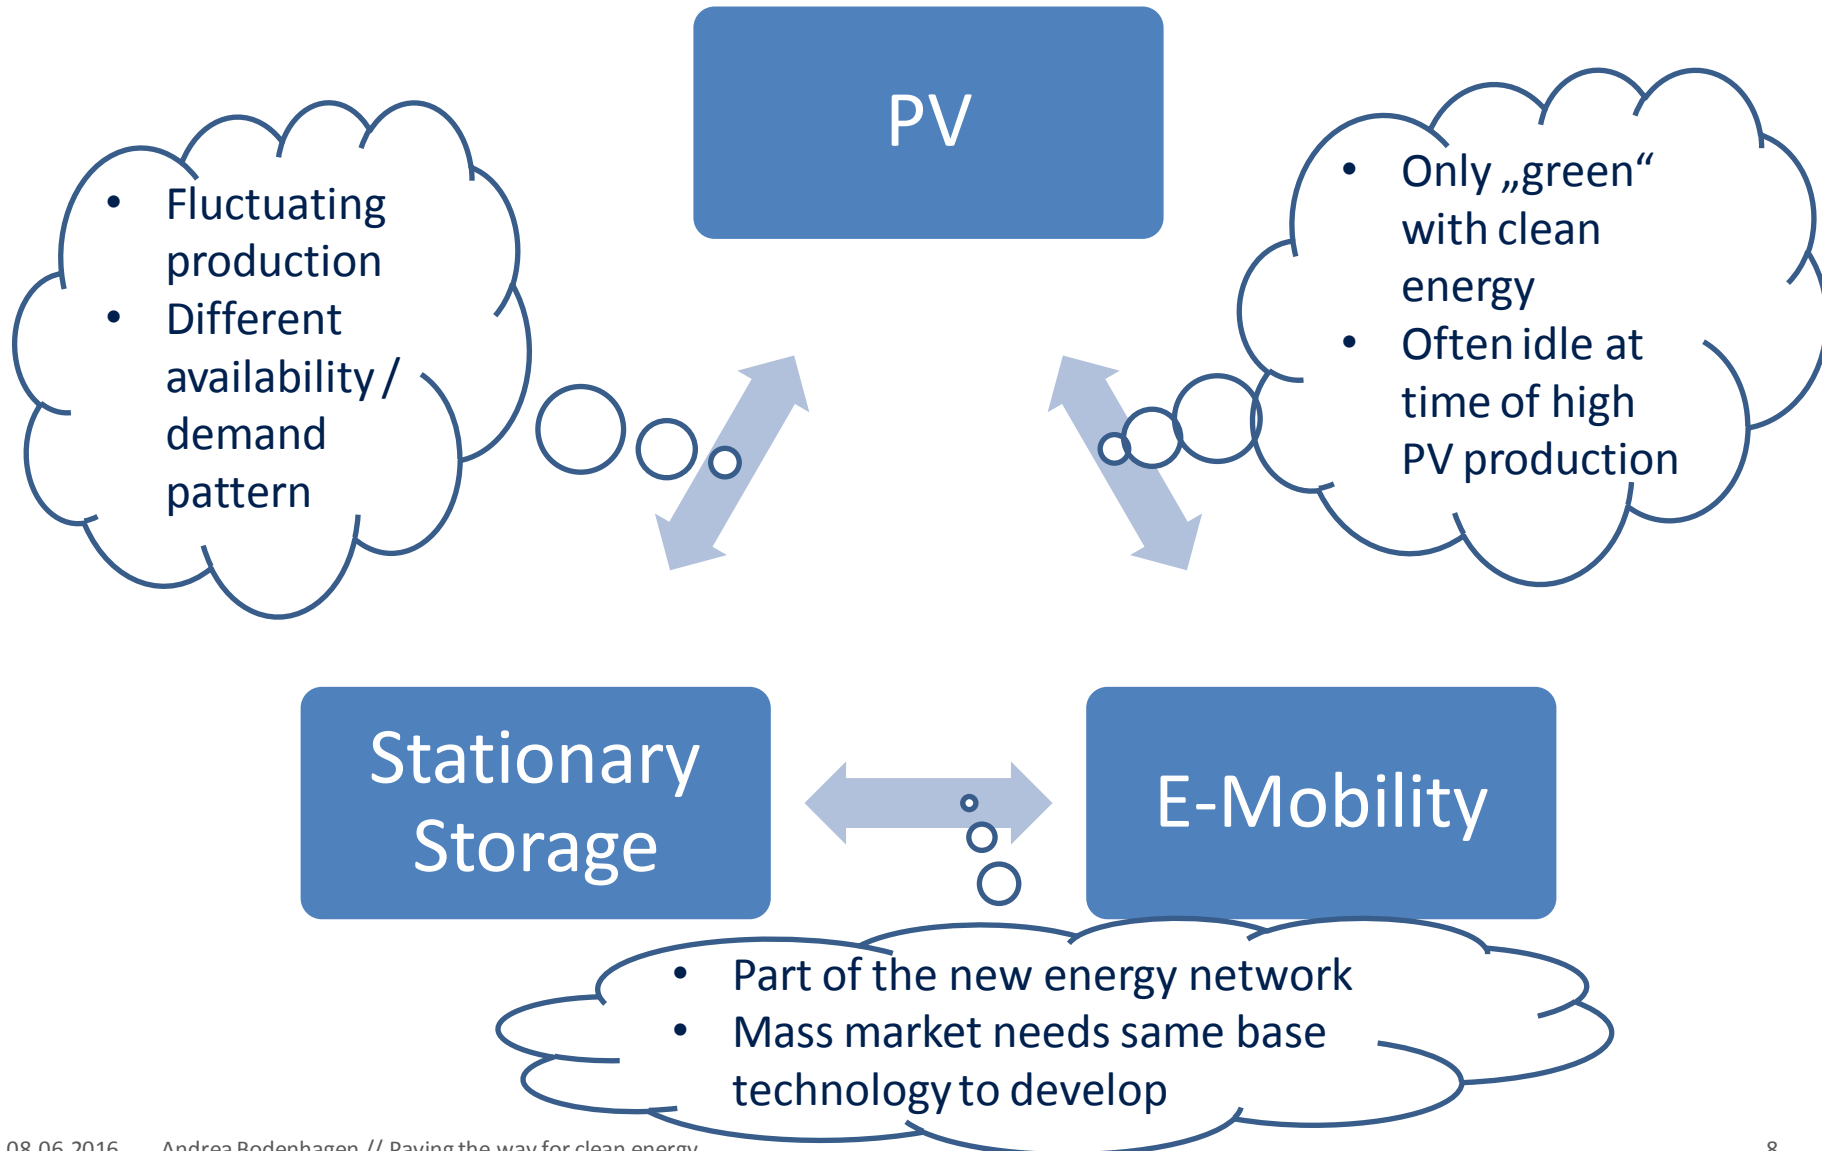 PV
• Fluctuating
production
• Different
availability /
demand
pattern
• Only „green“
with clean
energy
• Often idle at
time of high
PV production
Stationary
Storage
E-Mobility
• Part of the new energy network
• Mass market needs same base
technology to develop
08.06.2016 Andrea Bodenhagen // Paving the way for clean energy 8